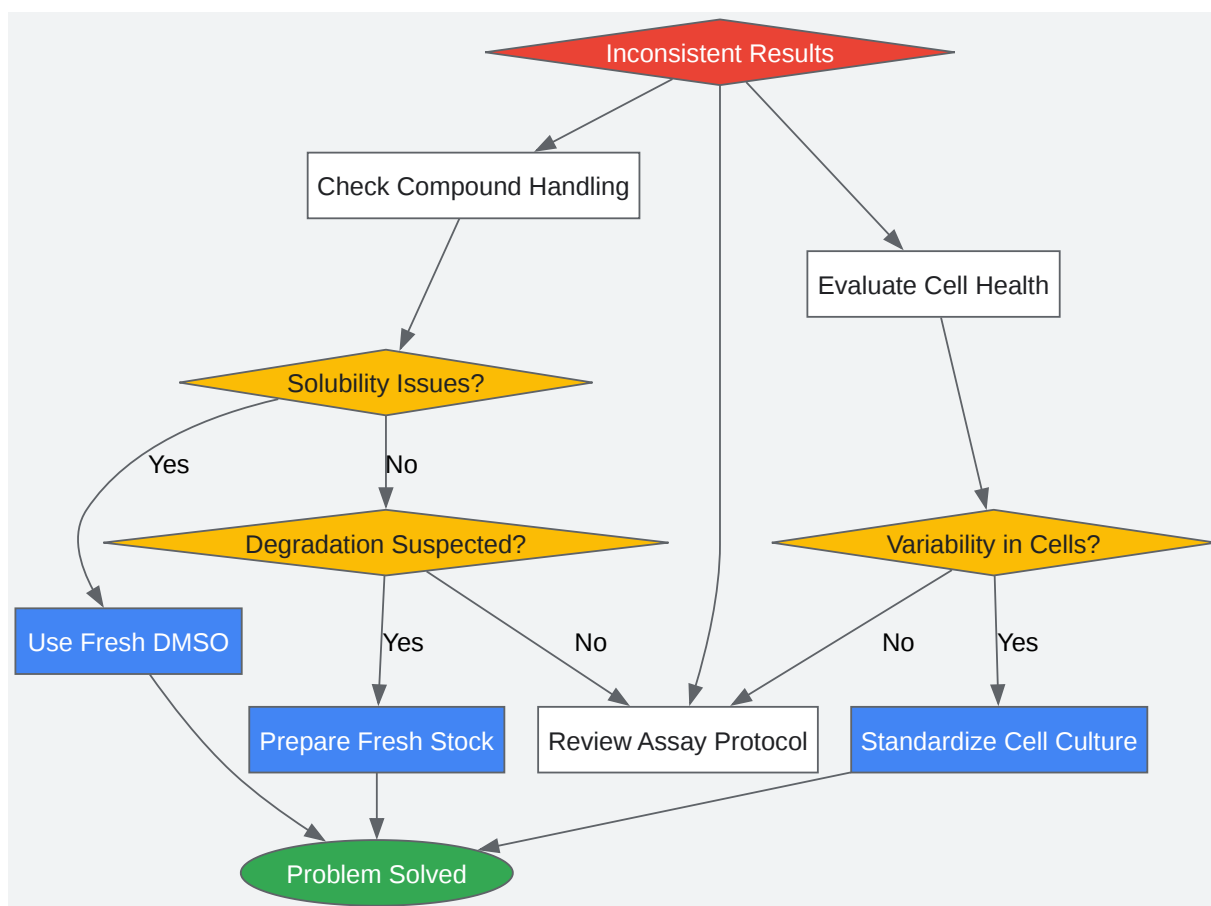 Inconsistent Results
Check Compound Handling
Evaluate Cell Health
Solubility Issues?
Yes
No
Degradation Suspected?
Variability in Cells?
Use Fresh DMSO
Yes
No
No
Yes
Prepare Fresh Stock
Review Assay Protocol
Standardize Cell Culture
Problem Solved